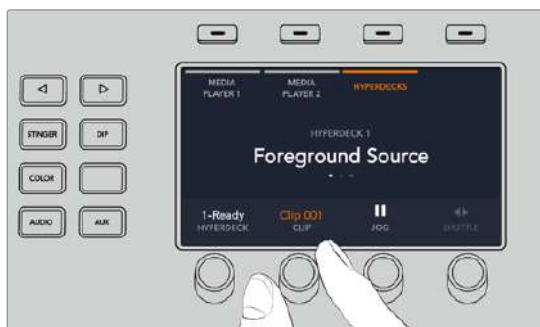 MEDIA PLAYER 1
MEDIA PLAYER 2
HYPERDECKS
STINGER
DIP
HYPERDECK 1
Foreground Source
COLOR
1-Ready
Clip 001
HYPERDECK
CLIP
JOG
SHUTTLE
AUDIO
AUX